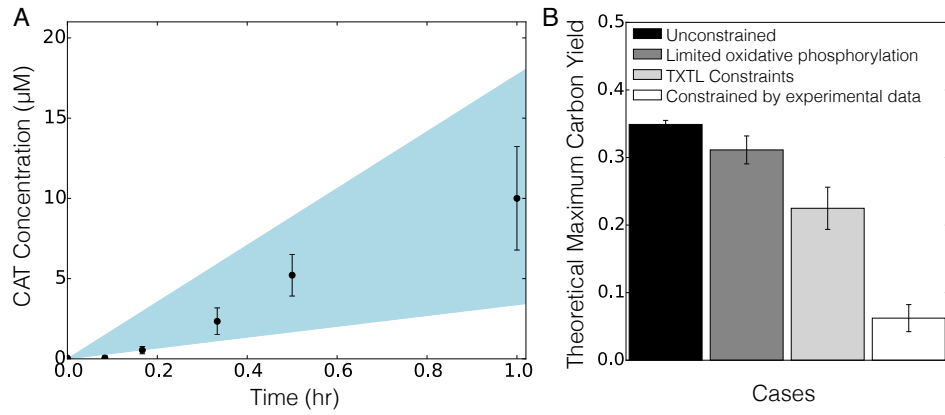 A
CAT Concentration (μM)
20
15
10
5
0
0.0 0.2 0.4 0.6 0.8 1.0
Time (hr)
B
Theoretical Maximum Carbon Yield
0.5
0.4
0.3
0.2
0.1
0.0
Unconstrained
Limited oxidative phosphorylation
TXTL Constraints
Constrained by experimental data
Cases